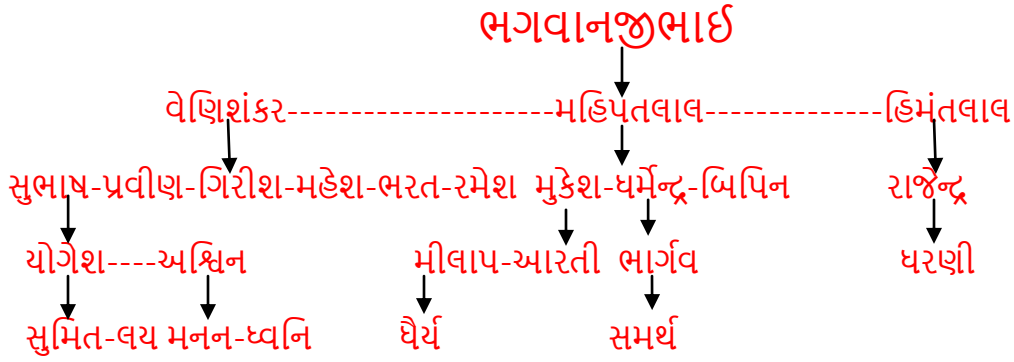 ભગવાનજીભાઈ
વેણિશંકર---------------------મહિપતલાલ--------------હિમંતલાલ
સુભાષ-પ્રવીણ-ગિરીશ-મહેશ-ભરત-રમેશ મુકેશ-ધર્મેન્દ્ર-બિપિન રાજેન્દ્ર
યોગેશ----અશ્વિન મીલાપ-આરતી ભાર્ગવ ધરણી
સુમિત-લય મનન-ધ્વનિ ધૈર્ય સમર્થ